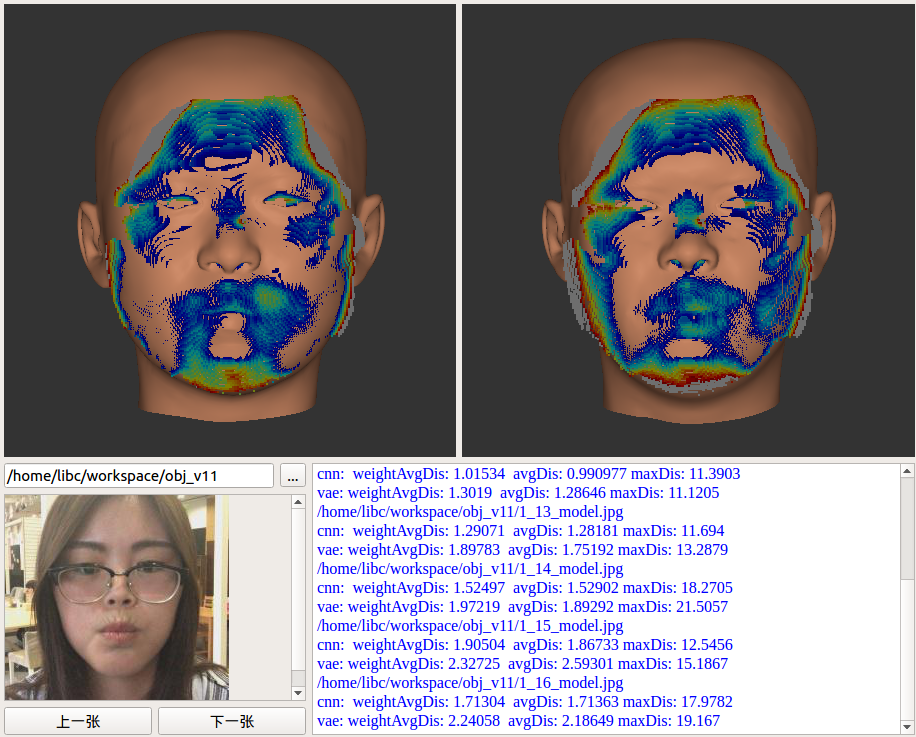 /home/libc/workspace/obj_v11
...
cnn:  weightAvgDis: 1.01534  avgDis: 0.990977 maxDis: 11.3903
vae: weightAvgDis: 1.3019  avgDis: 1.28646 maxDis: 11.1205
/home/libc/workspace/obj_v11/1_13_model.jpg
cnn:  weightAvgDis: 1.29071  avgDis: 1.28181 maxDis: 11.694
vae: weightAvgDis: 1.89783  avgDis: 1.75192 maxDis: 13.2879
/home/libc/workspace/obj_v11/1_14_model.jpg
cnn:  weightAvgDis: 1.52497  avgDis: 1.52902 maxDis: 18.2705
vae: weightAvgDis: 1.97219  avgDis: 1.89292 maxDis: 21.5057
/home/libc/workspace/obj_v11/1_15_model.jpg
cnn:  weightAvgDis: 1.90504  avgDis: 1.86733 maxDis: 12.5456
vae: weightAvgDis: 2.32725  avgDis: 2.59301 maxDis: 15.1867
/home/libc/workspace/obj_v11/1_16_model.jpg
cnn:  weightAvgDis: 1.71304  avgDis: 1.71363 maxDis: 17.9782
vae: weightAvgDis: 2.24058  avgDis: 2.18649 maxDis: 19.167
上一张
下一张